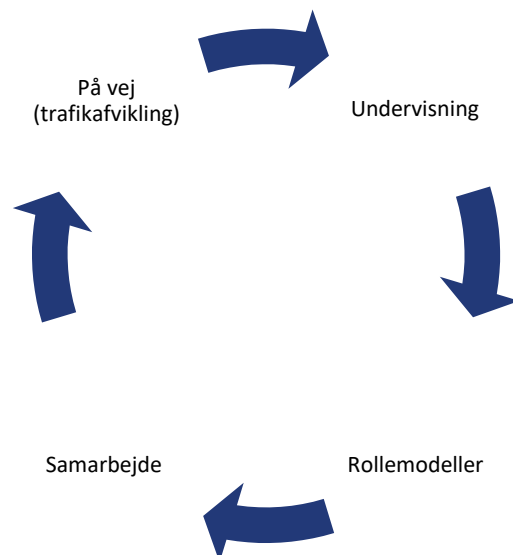 På vej
(trafikafvikling)
Undervisning
Samarbejde
Rollemodeller